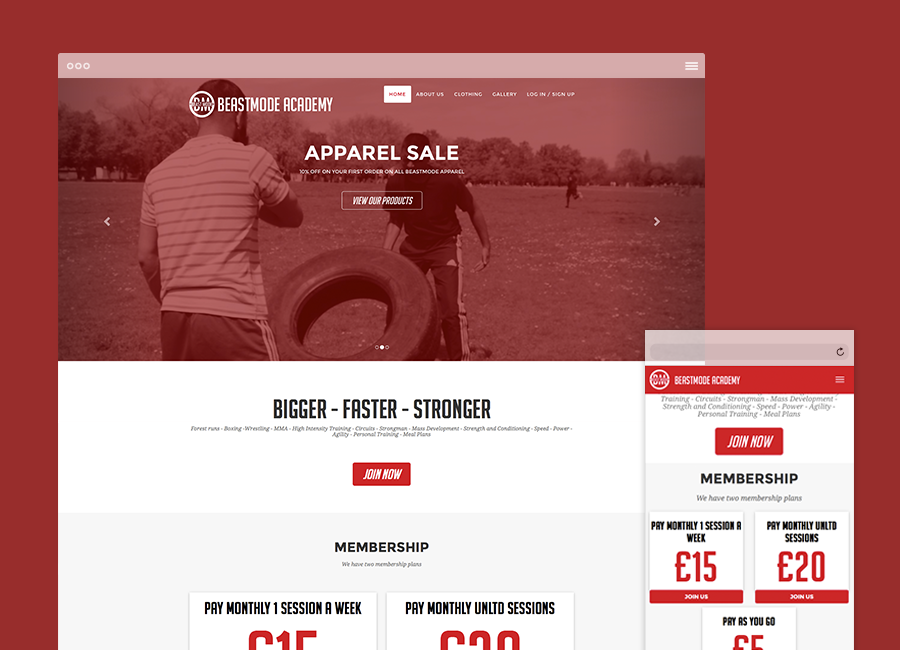 BM BEASTMODE ACADEMY
HOME ABOUT US CLOTHING GALLERY LOG IN / SIGN UP
APPAREL SALE
10% OFF ON YOUR FIRST ORDER ON ALL BEASTMODE APPAREL
VIEW OUR PRODUCTS
BIGGER - FASTER - STRONGER
Forest runs - Boxing -Wrestling - MMA - High Intensity Training - Circuits - Strongman - Mass Development - Strength and Conditioning - Speed - Power -
Agility - Personal Training - Meal Plans
JOIN NOW
MEMBERSHIP
We have two membership plans
PAY MONTHLY 1 SESSION A WEEK
£15
PAY MONTHLY UNLTD SESSIONS
£20
BM BEASTMODE ACADEMY
Training - Circuits - Strongman - Mass Development -
Strength and Conditioning - Speed - Power - Agility -
Personal Training - Meal Plans
JOIN NOW
MEMBERSHIP
We have two membership plans
PAY MONTHLY 1 SESSION A
WEEK
£15
JOIN US
PAY MONTHLY UNLTD
SESSIONS
£20
JOIN US
PAY AS YOU GO
£5